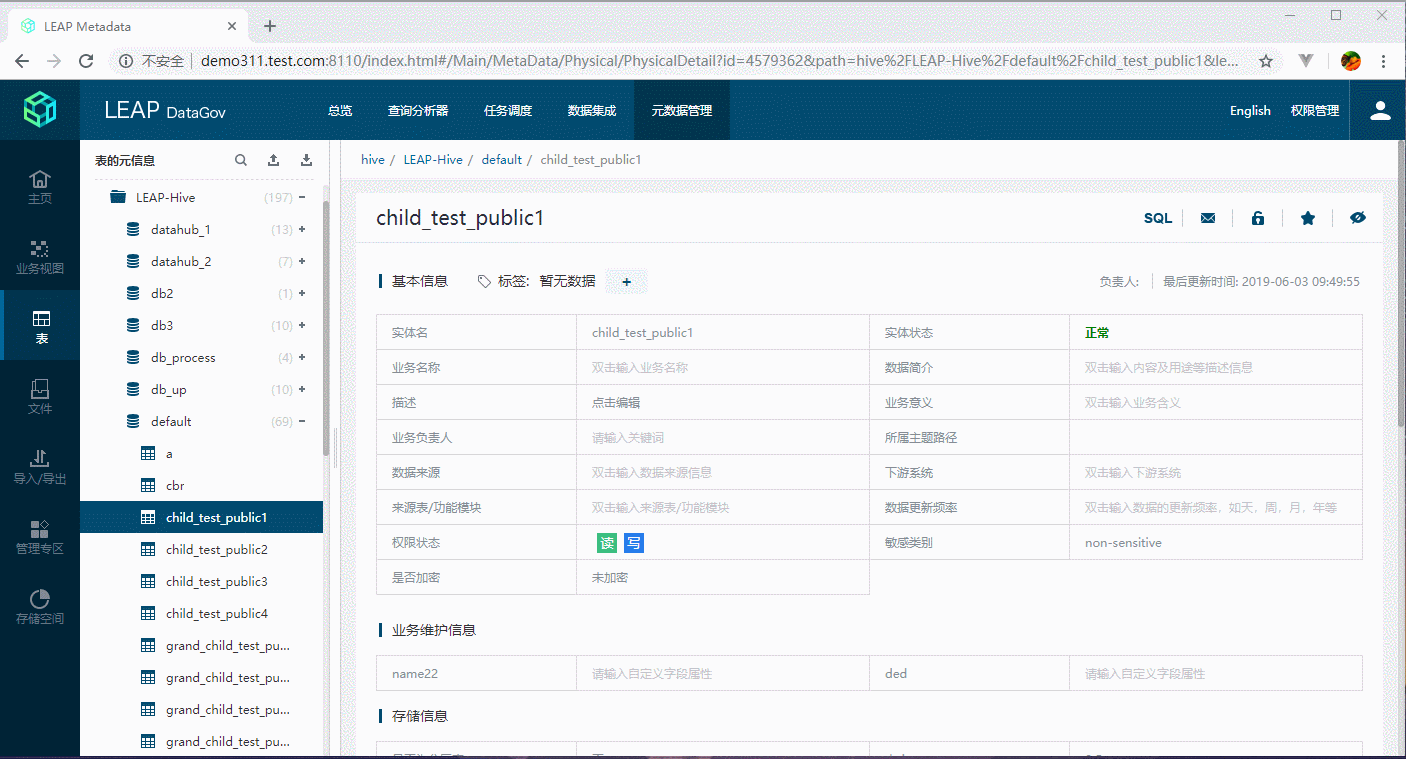 LEAP Metadata
不安全 demo311.test.com:8110/index.html#/Main/MetaData/Physical/PhysicalDetail?id=4579362&path=hive%2FLEAP-Hive%2Fdefault%2Fchild_test_public1&le...
LEAP DataGov 总览 查询分析器 任务调度 数据集成 元数据管理 English 权限管理
主页
业务视图
表
文件
导入/导出
管理专区
存储空间
表的元信息
LEAP-Hive (197) −
datahub_1 (13) +
datahub_2 (7) +
db2 (1) +
db3 (10) +
db_process (4) +
db_up (10) +
default (69) −
a
cbr
child_test_public1
child_test_public2
child_test_public3
child_test_public4
grand_child_test_pu...
grand_child_test_pu...
grand_child_test_pu...
grand_child_test_pu...
hive / LEAP-Hive / default / child_test_public1
child_test_public1 SQL
基本信息 标签: 暂无数据 + 负责人: 最后更新时间: 2019-06-03 09:49:55
实体名 child_test_public1 实体状态 正常
业务名称 双击输入业务名称 数据简介 双击输入内容及用途等描述信息
描述 点击编辑 业务意义 双击输入业务含义
业务负责人 请输入关键词 所属主题路径
数据来源 双击输入数据来源信息 下游系统 双击输入下游系统
来源表/功能模块 双击输入来源表/功能模块 数据更新频率 双击输入数据的更新频率，如天，周，月，年等
权限状态 读 写 敏感类别 non-sensitive
是否加密 未加密
业务维护信息
name22 请输入自定义字段属性 ded 请输入自定义字段属性
存储信息